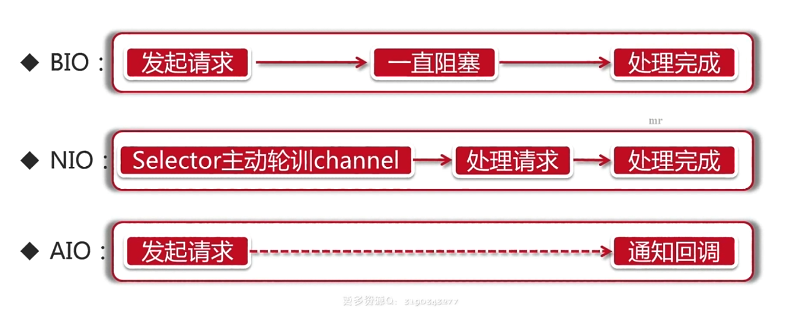 ◆ BIO： 发起请求 一直阻塞 处理完成
mr
◆ NIO： Selector主动轮训channel 处理请求 处理完成
◆ AIO： 发起请求 通知回调